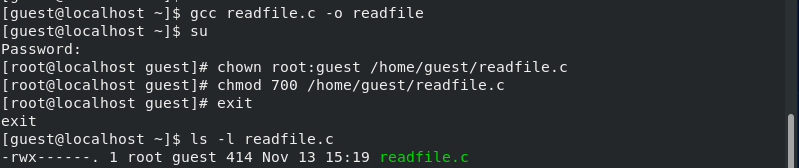 [guest@localhost ~]$ gcc readfile.c -o readfile
[guest@localhost ~]$ su
Password:
[root@localhost guest]# chown root:guest /home/guest/readfile.c
[root@localhost guest]# chmod 700 /home/guest/readfile.c
[root@localhost guest]# exit
exit
[guest@localhost ~]$ ls -l readfile.c
-rwx------. 1 root guest 414 Nov 13 15:19 readfile.c